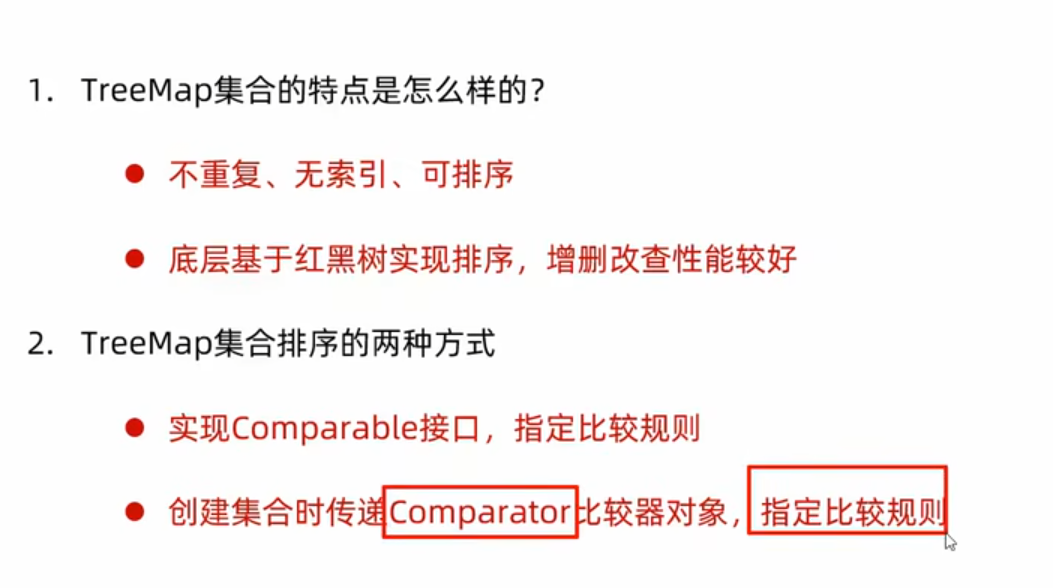 1. TreeMap集合的特点是怎么样的?
● 不重复、无索引、可排序
● 底层基于红黑树实现排序，增删改查性能较好
2. TreeMap集合排序的两种方式
● 实现Comparable接口，指定比较规则
● 创建集合时传递Comparator比较器对象，指定比较规则